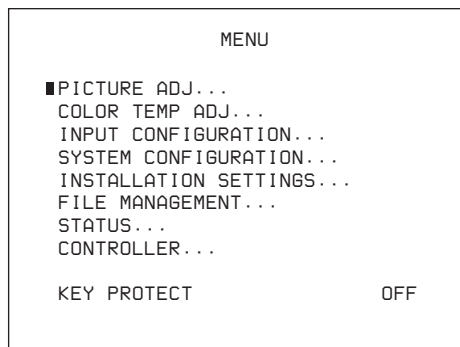 MENU
PICTURE ADJ...
COLOR TEMP ADJ...
INPUT CONFIGURATION...
SYSTEM CONFIGURATION...
INSTALLATION SETTINGS...
FILE MANAGEMENT...
STATUS...
CONTROLLER...
KEY PROTECT OFF